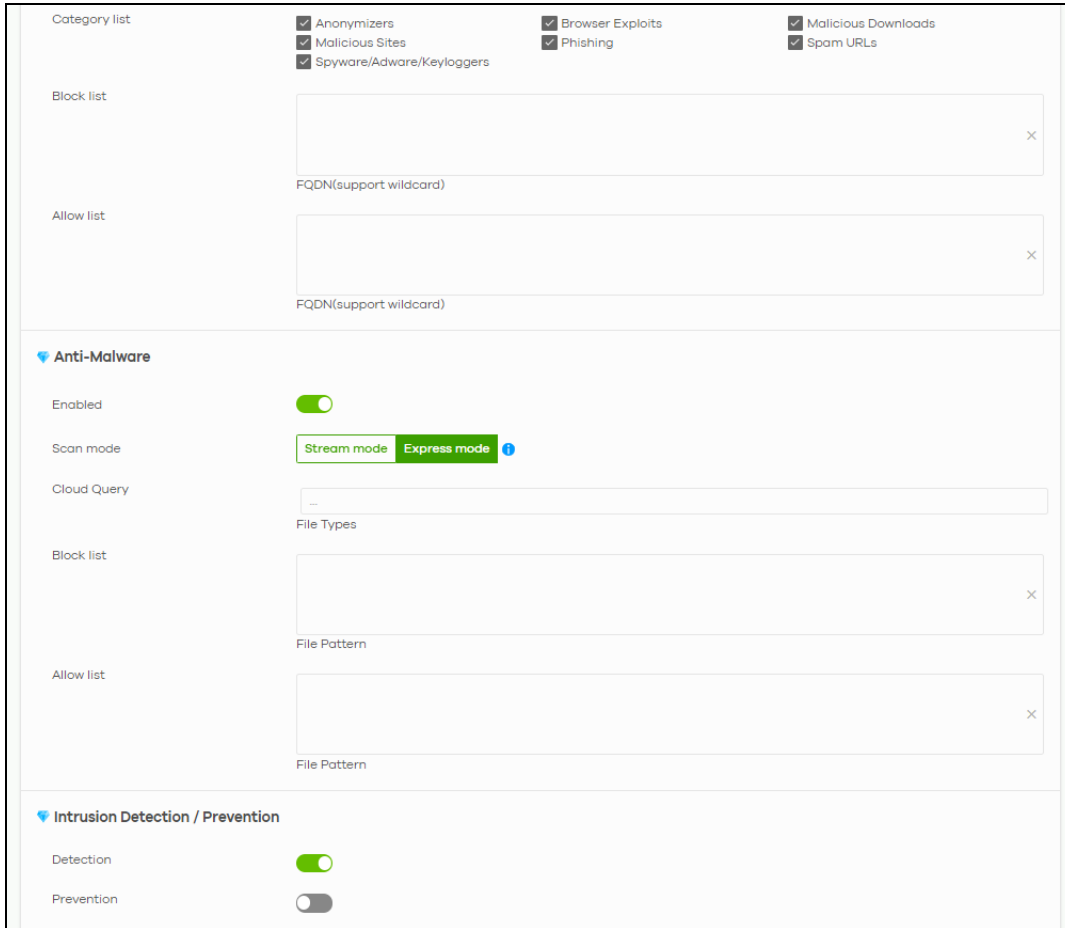 Category list
Anonymizers Browser Exploits Malicious Downloads
Malicious Sites Phishing Spam URLs
Spyware/Adware/Keyloggers
Block list
FQDN(support wildcard)
Allow list
FQDN(support wildcard)
Anti-Malware
Enabled
Scan mode Stream mode Express mode
Cloud Query
...
File Types
Block list
File Pattern
Allow list
File Pattern
Intrusion Detection / Prevention
Detection
Prevention